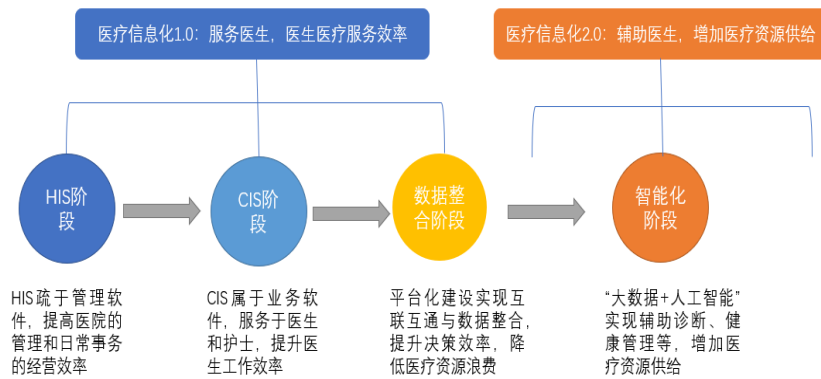 医疗信息化1.0：服务医生，医生医疗服务效率
医疗信息化2.0：辅助医生，增加医疗资源供给
HIS阶
段
CIS阶
段
数据整
合阶段
智能化
阶段
HIS疏于管理软
件，提高医院的
管理和日常事务
的经营效率
CIS属于业务软
件，服务于医生
和护士，提升医
生工作效率
平台化建设实现互
联互通与数据整合，
提升决策效率，降
低医疗资源浪费
“大数据+人工智能”
实现辅助诊断、健
康管理等，增加医
疗资源供给